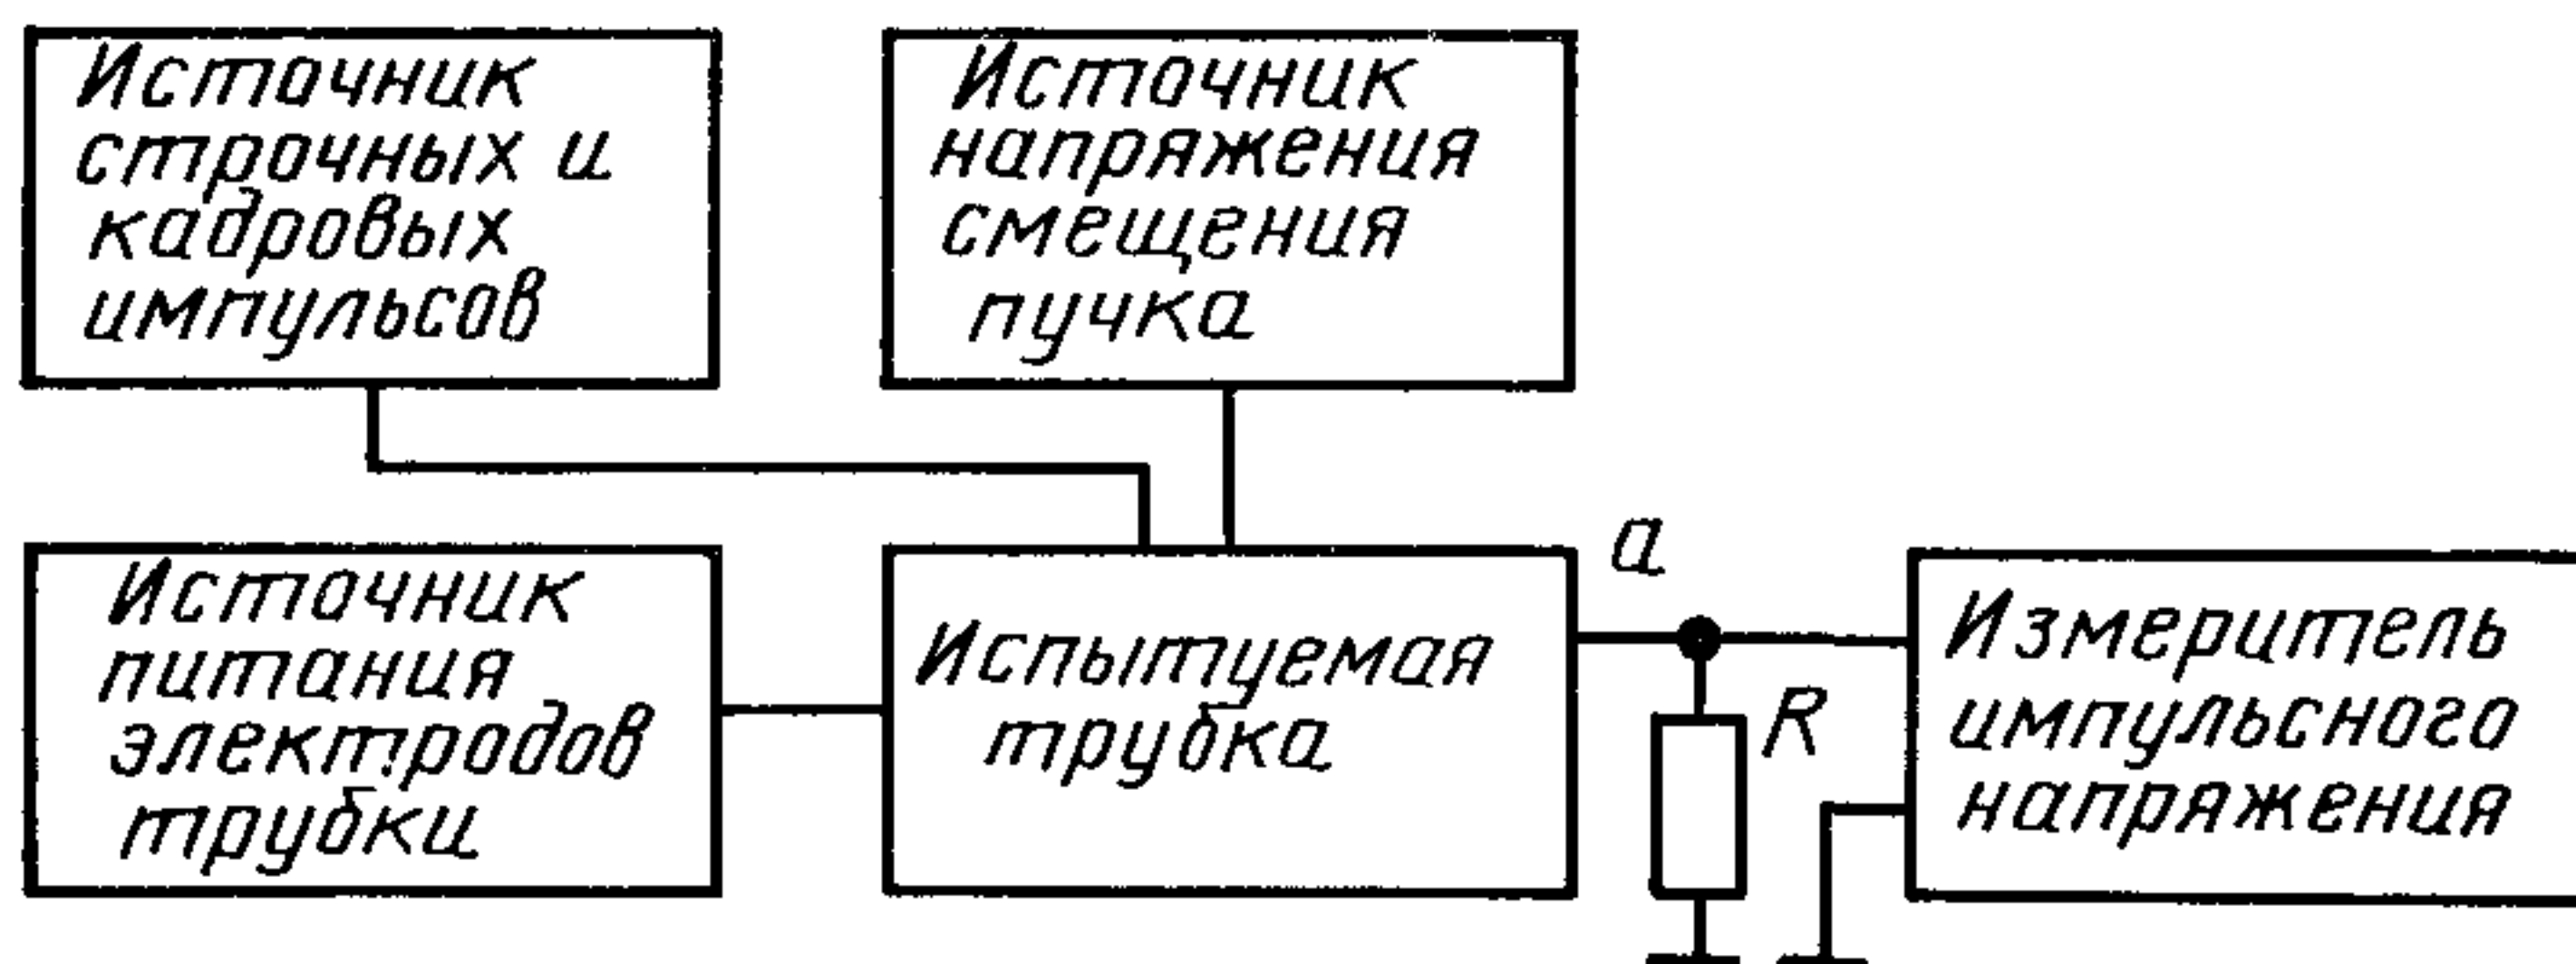 Источник
строчных и
кадровых
импульсов
Источник
напряжения
смещения
пучка
Источник
питания
электродов
трубки
Испытуемая
трубка
а
R
Измеритель
импульсного
напряжения